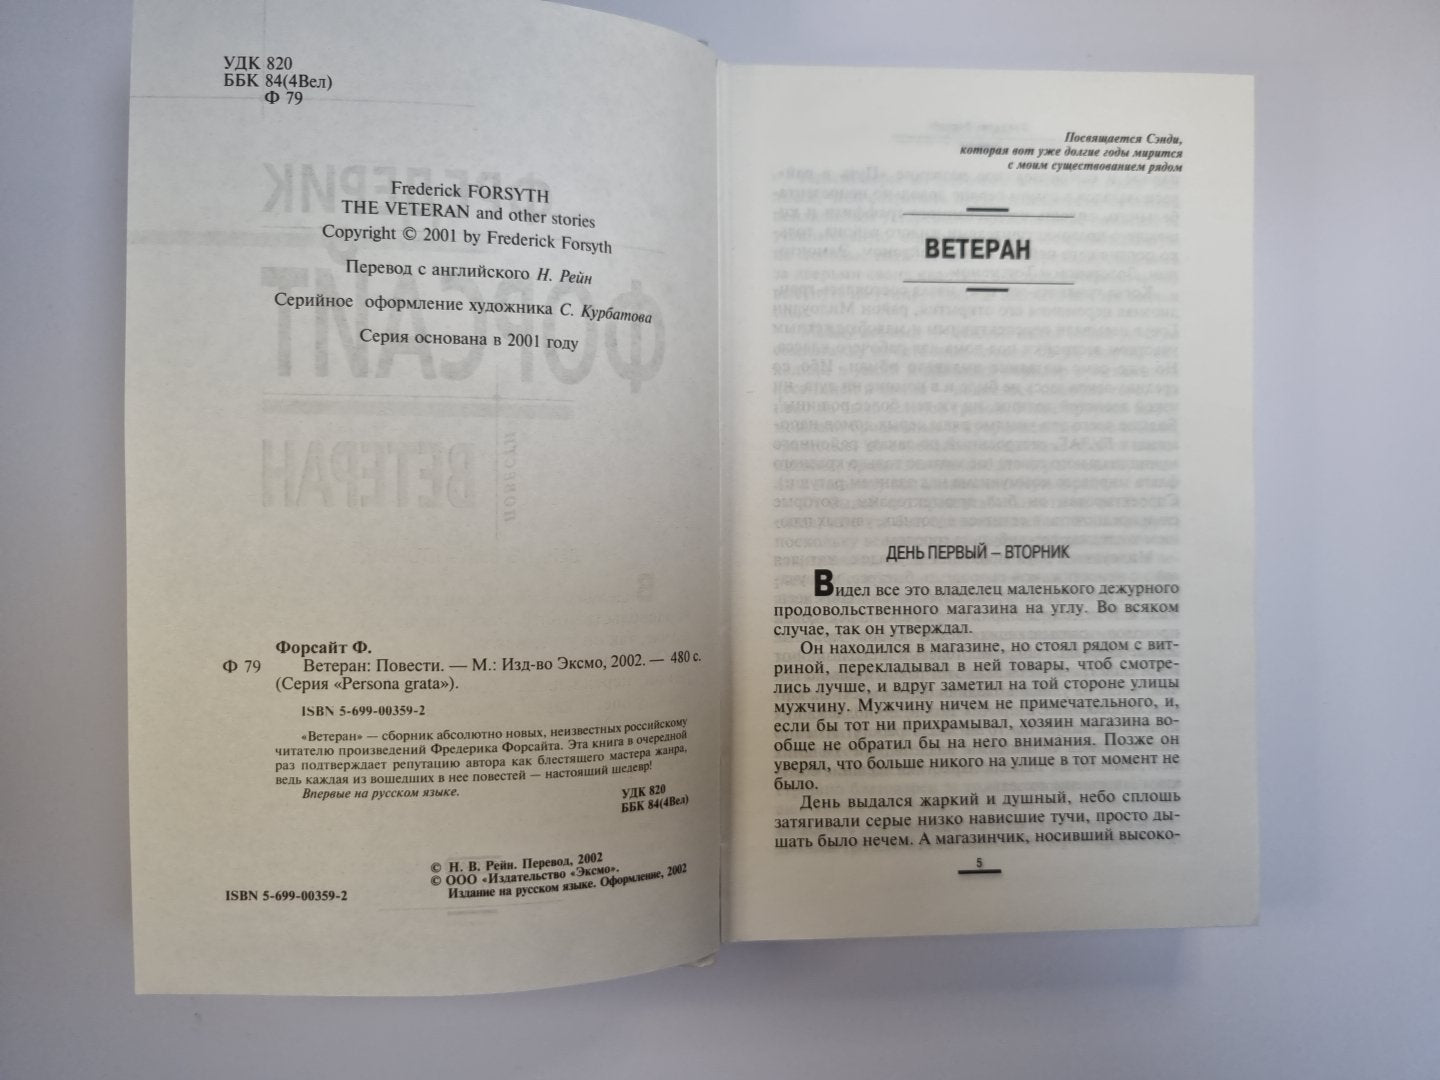 УДК 820
ББК 84(4Вел)
Ф 79
Frederick FORSYTH
THE VETERAN and other stories
Copyright © 2001 by Frederick Forsyth
Перевод с английского Н. Рейн
Серийное оформление художника С. Курбатова
Серия основана в 2001 году
Форсайт Ф.
Ф 79 Ветеран: Повести. — М.: Изд-во Эксмо, 2002. — 480 с.
(Серия «Persona grata»).
ISBN 5-699-00359-2
«Ветеран» — сборник абсолютно новых, неизвестных российскому
читателю произведений Фредерика Форсайта. Эта книга в очередной
раз подтверждает репутацию автора как блестящего мастера жанра,
ведь каждая из вошедших в нее повестей — настоящий шедевр!
Впервые на русском языке.
УДК 820
ББК 84(4Вел)
© Н. В. Рейн. Перевод, 2002
© ООО «Издательство «Эксмо».
Издание на русском языке. Оформление, 2002
ISBN 5-699-00359-2
Посвящается Сэнди,
которая вот уже долгие годы мирится
с моим существованием рядом
ВЕТЕРАН
ДЕНЬ ПЕРВЫЙ – ВТОРНИК
Видел все это владелец маленького дежурного
продовольственного магазина на углу. Во всяком
случае, так он утверждал.
Он находился в магазине, но стоял рядом с вит-
риной, перекладывал в ней товары, чтоб смотре-
лись лучше, и вдруг заметил на той стороне улицы
мужчину. Мужчину ничем не примечательного, и,
если бы тот ни прихрамывал, хозяин магазина во-
обще не обратил бы на него внимания. Позже он
уверял, что больше никого на улице в тот момент не
было.
День выдался жаркий и душный, небо сплошь
затягивали серые низко нависшие тучи, просто ды-
шать было нечем. А магазинчик, носивший высоко-
5